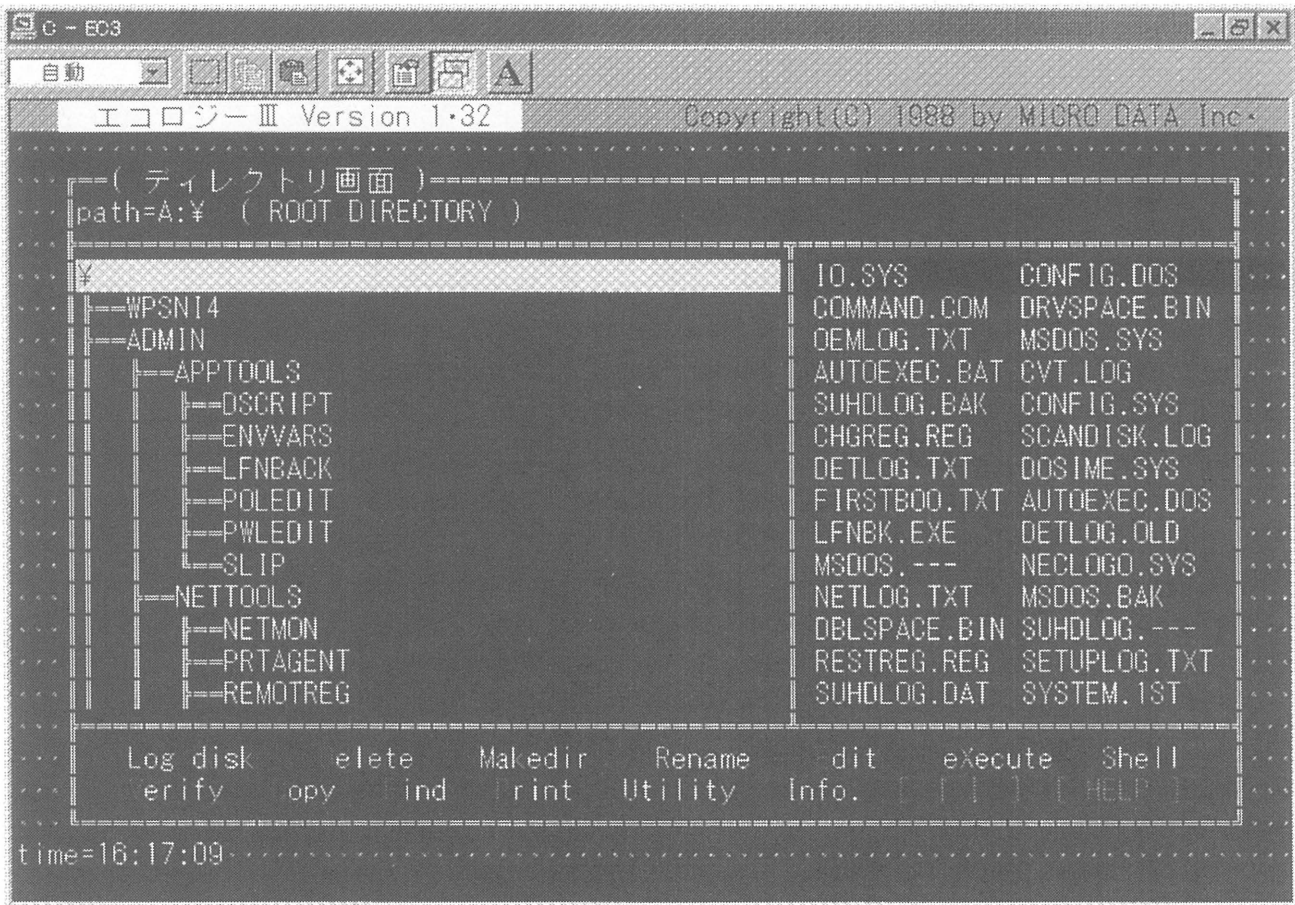 C - EC3
自動
A
エコロジーⅢ Version 1・32 Copyright(C) 1988 by MICRO DATA Inc・
( ディレクトリ画面 )
path=A:¥ ( ROOT DIRECTORY )
¥ IO.SYS CONFIG.DOS
WPSNI4 COMMAND.COM DRVSPACE.BIN
ADMIN OEMLOG.TXT MSDOS.SYS
APPTOOLS AUTOEXEC.BAT CVT.LOG
DSCRIPT SUHDLOG.BAK CONFIG.SYS
ENVVARS CHGREG.REG SCANDISK.LOG
LFNBACK DETLOG.TXT DOSIME.SYS
POLEDIT FIRSTBOO.TXT AUTOEXEC.DOS
PWLEDIT LFNBK.EXE DETLOG.OLD
SLIP MSDOS.--- NECLOGO.SYS
NETTOOLS NETLOG.TXT MSDOS.BAK
NETMON DBLSPACE.BIN SUHDLOG.---
PRTAGENT RESTREG.REG SETUPLOG.TXT
REMOTREG SUHDLOG.DAT SYSTEM.1ST
Log disk elete Makedir Rename dit eXecute Shell
erify opy ind rint Utility Info. [ HELP ]
time=16:17:09